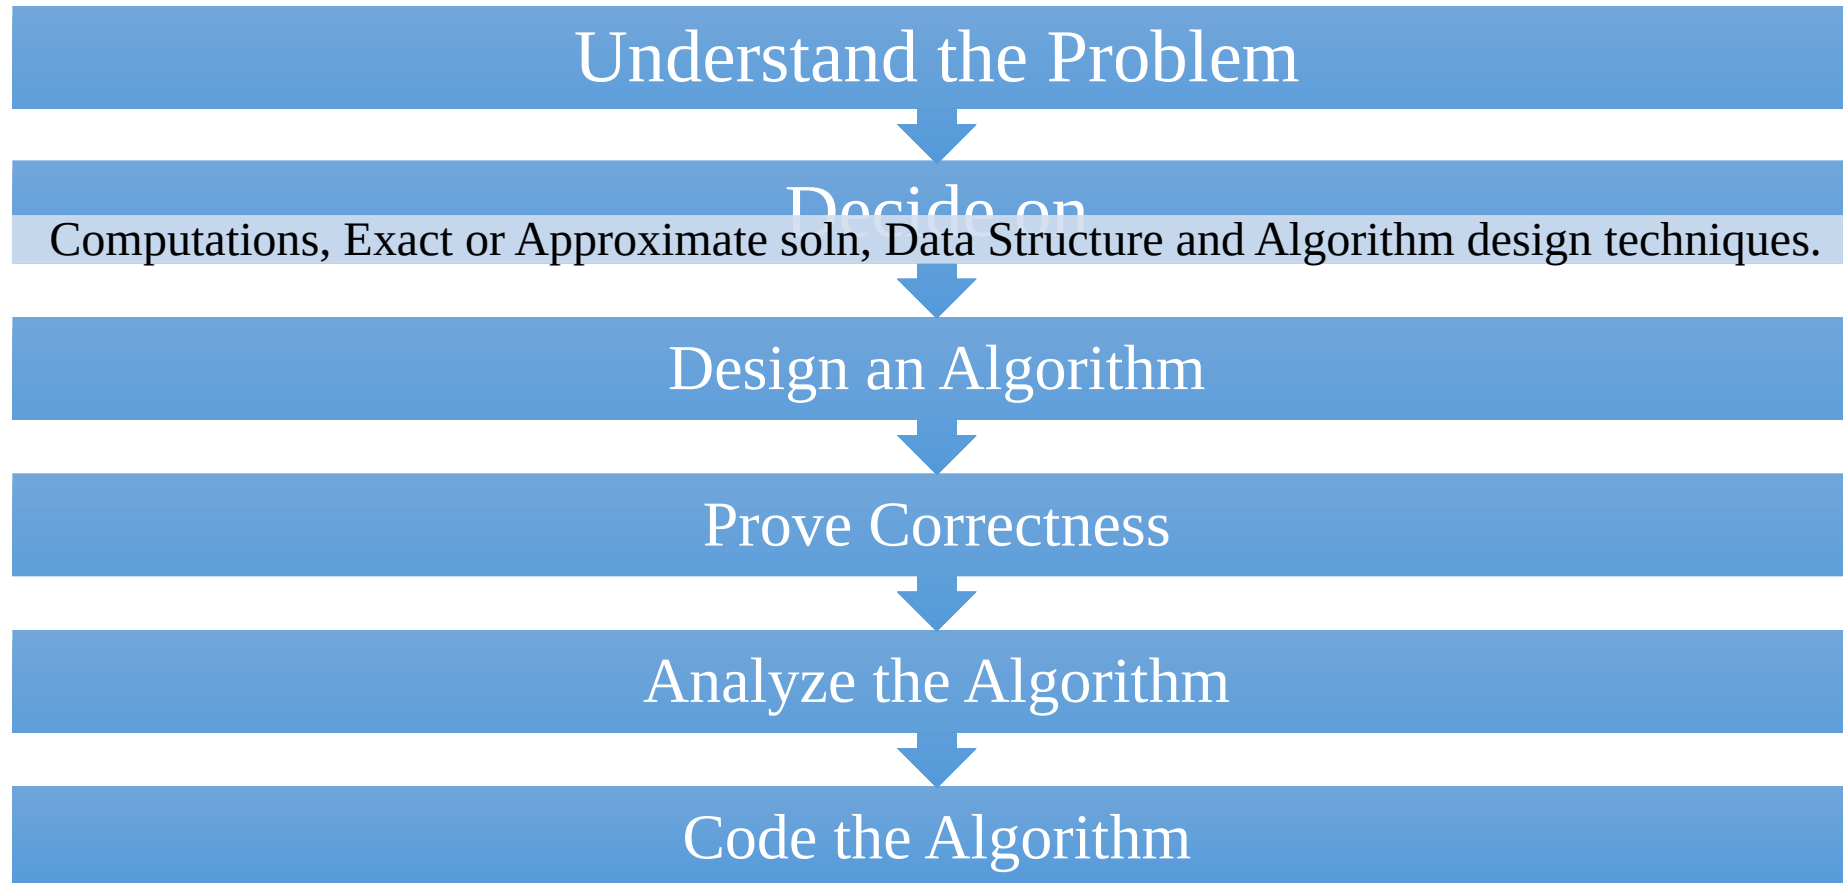 Understand the Problem
Decide on
Computations, Exact or Approximate soln, Data Structure and Algorithm design techniques.
Design an Algorithm
Prove Correctness
Analyze the Algorithm
Code the Algorithm